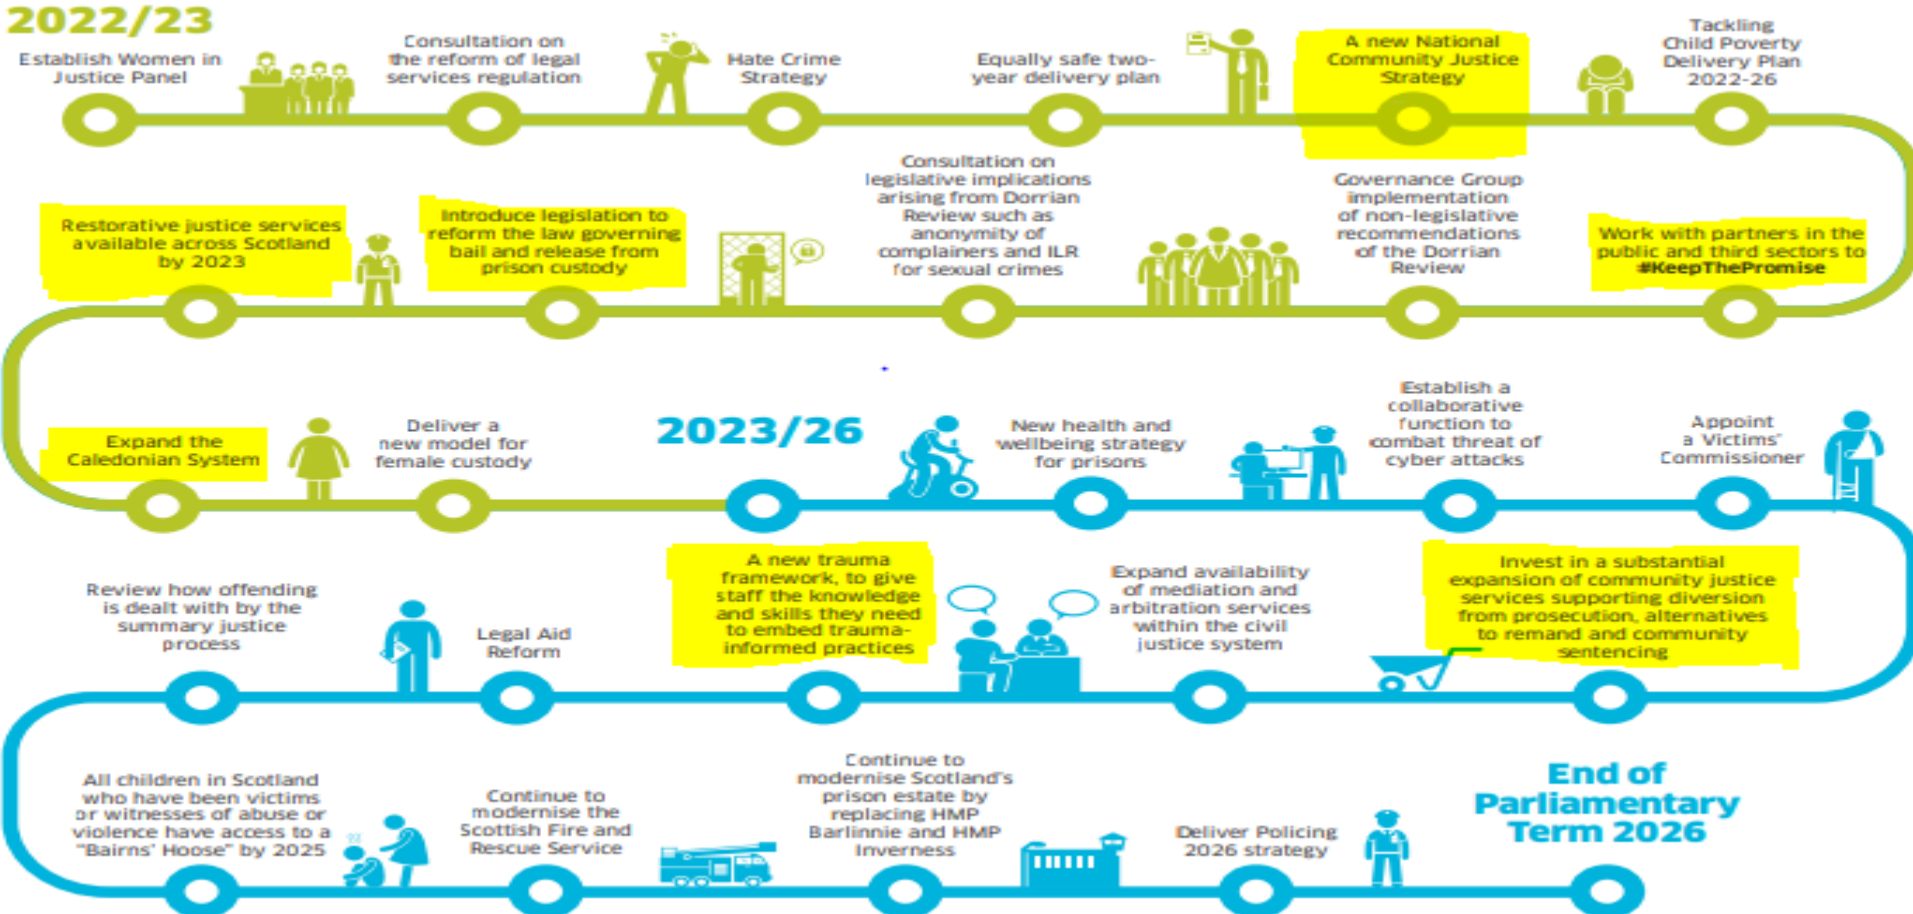 2022/23
Establish Women in
Justice Panel
Consultation on
the reform of legal
services regulation
Hate Crime
Strategy
Equally safe two-
year delivery plan
A new National
Community Justice
Strategy
Tackling
Child Poverty
Delivery Plan
2022-26
Restorative justice services
available across Scotland
by 2023
Introduce legislation to
reform the law governing
bail and release from
prison custody
Consultation on
legislative implications
arising from Dorrian
Review such as
anonymity of
complainers and ILR
for sexual crimes
Governance Group
implementation
of non-legislative
recommendations
of the Dorrian
Review
Work with partners in the
public and third sectors to
#KeepThePromise
Expand the
Caledonian System
Deliver a
new model for
female custody
2023/26
New health and
wellbeing strategy
for prisons
Establish a
collaborative
function to
combat threat of
cyber attacks
Appoint
a Victims'
Commissioner
Review how offending
is dealt with by the
summary justice
process
Legal Aid
Reform
A new trauma
framework, to give
staff the knowledge
and skills they need
to embed trauma-
informed practices
Expand availability
of mediation and
arbitration services
within the civil
justice system
Invest in a substantial
expansion of community justice
services supporting diversion
from prosecution, alternatives
to remand and community
sentencing
All children in Scotland
who have been victims
or witnesses of abuse or
violence have access to a
"Bairns' Hoose" by 2025
Continue to
modernise the
Scottish Fire and
Rescue Service
Continue to
modernise Scotland's
prison estate by
replacing HMP
Barlinnie and HMP
Inverness
Deliver Policing
2026 strategy
End of
Parliamentary
Term 2026